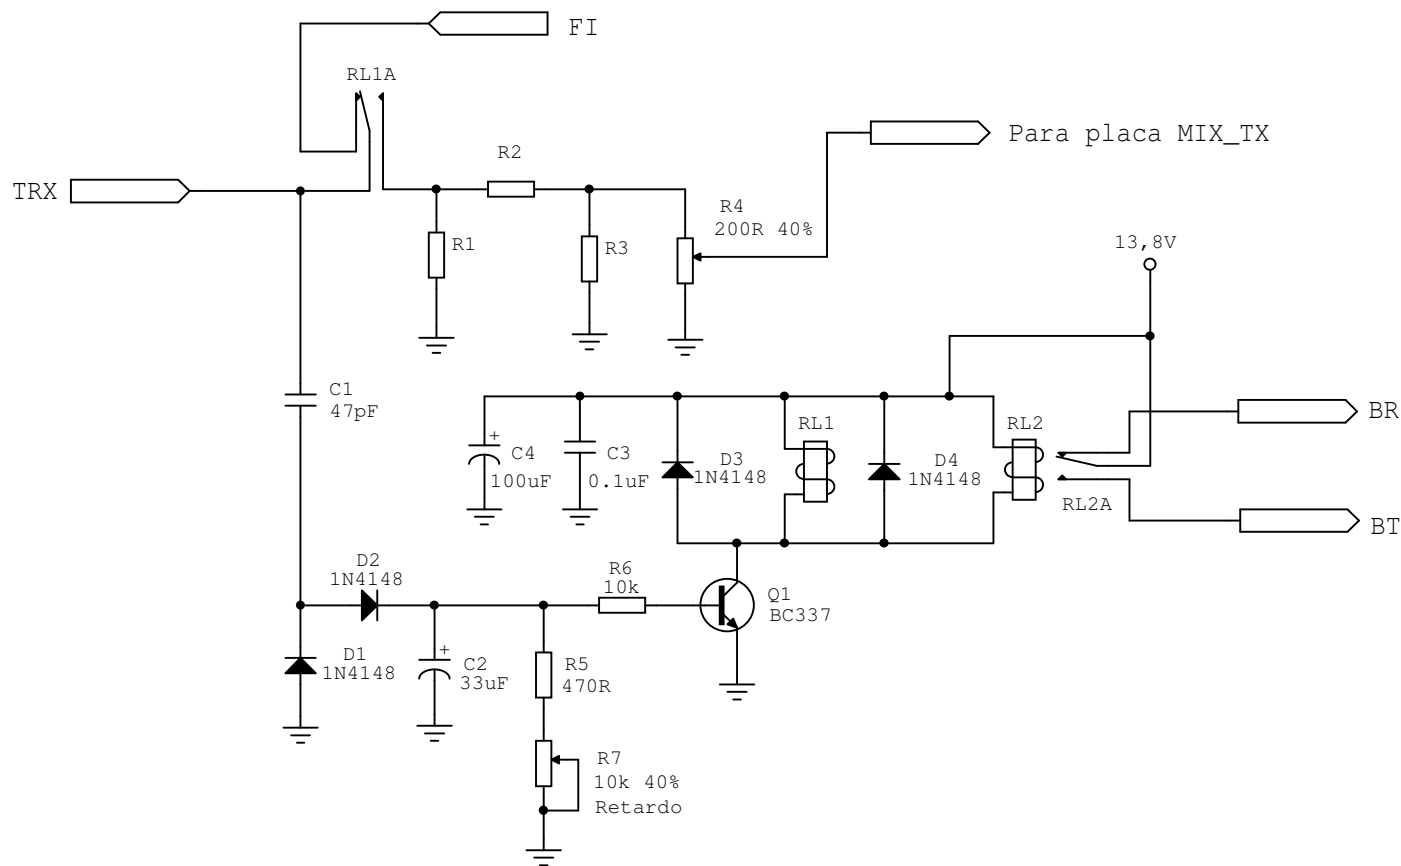 FI
RL1A
Para placa MIX_TX
R2
TRX
R4
200R 40%
R1
R3
13,8V
C1
47pF
BR
RL1
RL2
C4
100uF
C3
0.1uF
D3
1N4148
D4
1N4148
RL2A
BT
D2
1N4148
R6
10k
Q1
BC337
D1
1N4148
C2
33uF
R5
470R
R7
10k 40%
Retardo
+
+